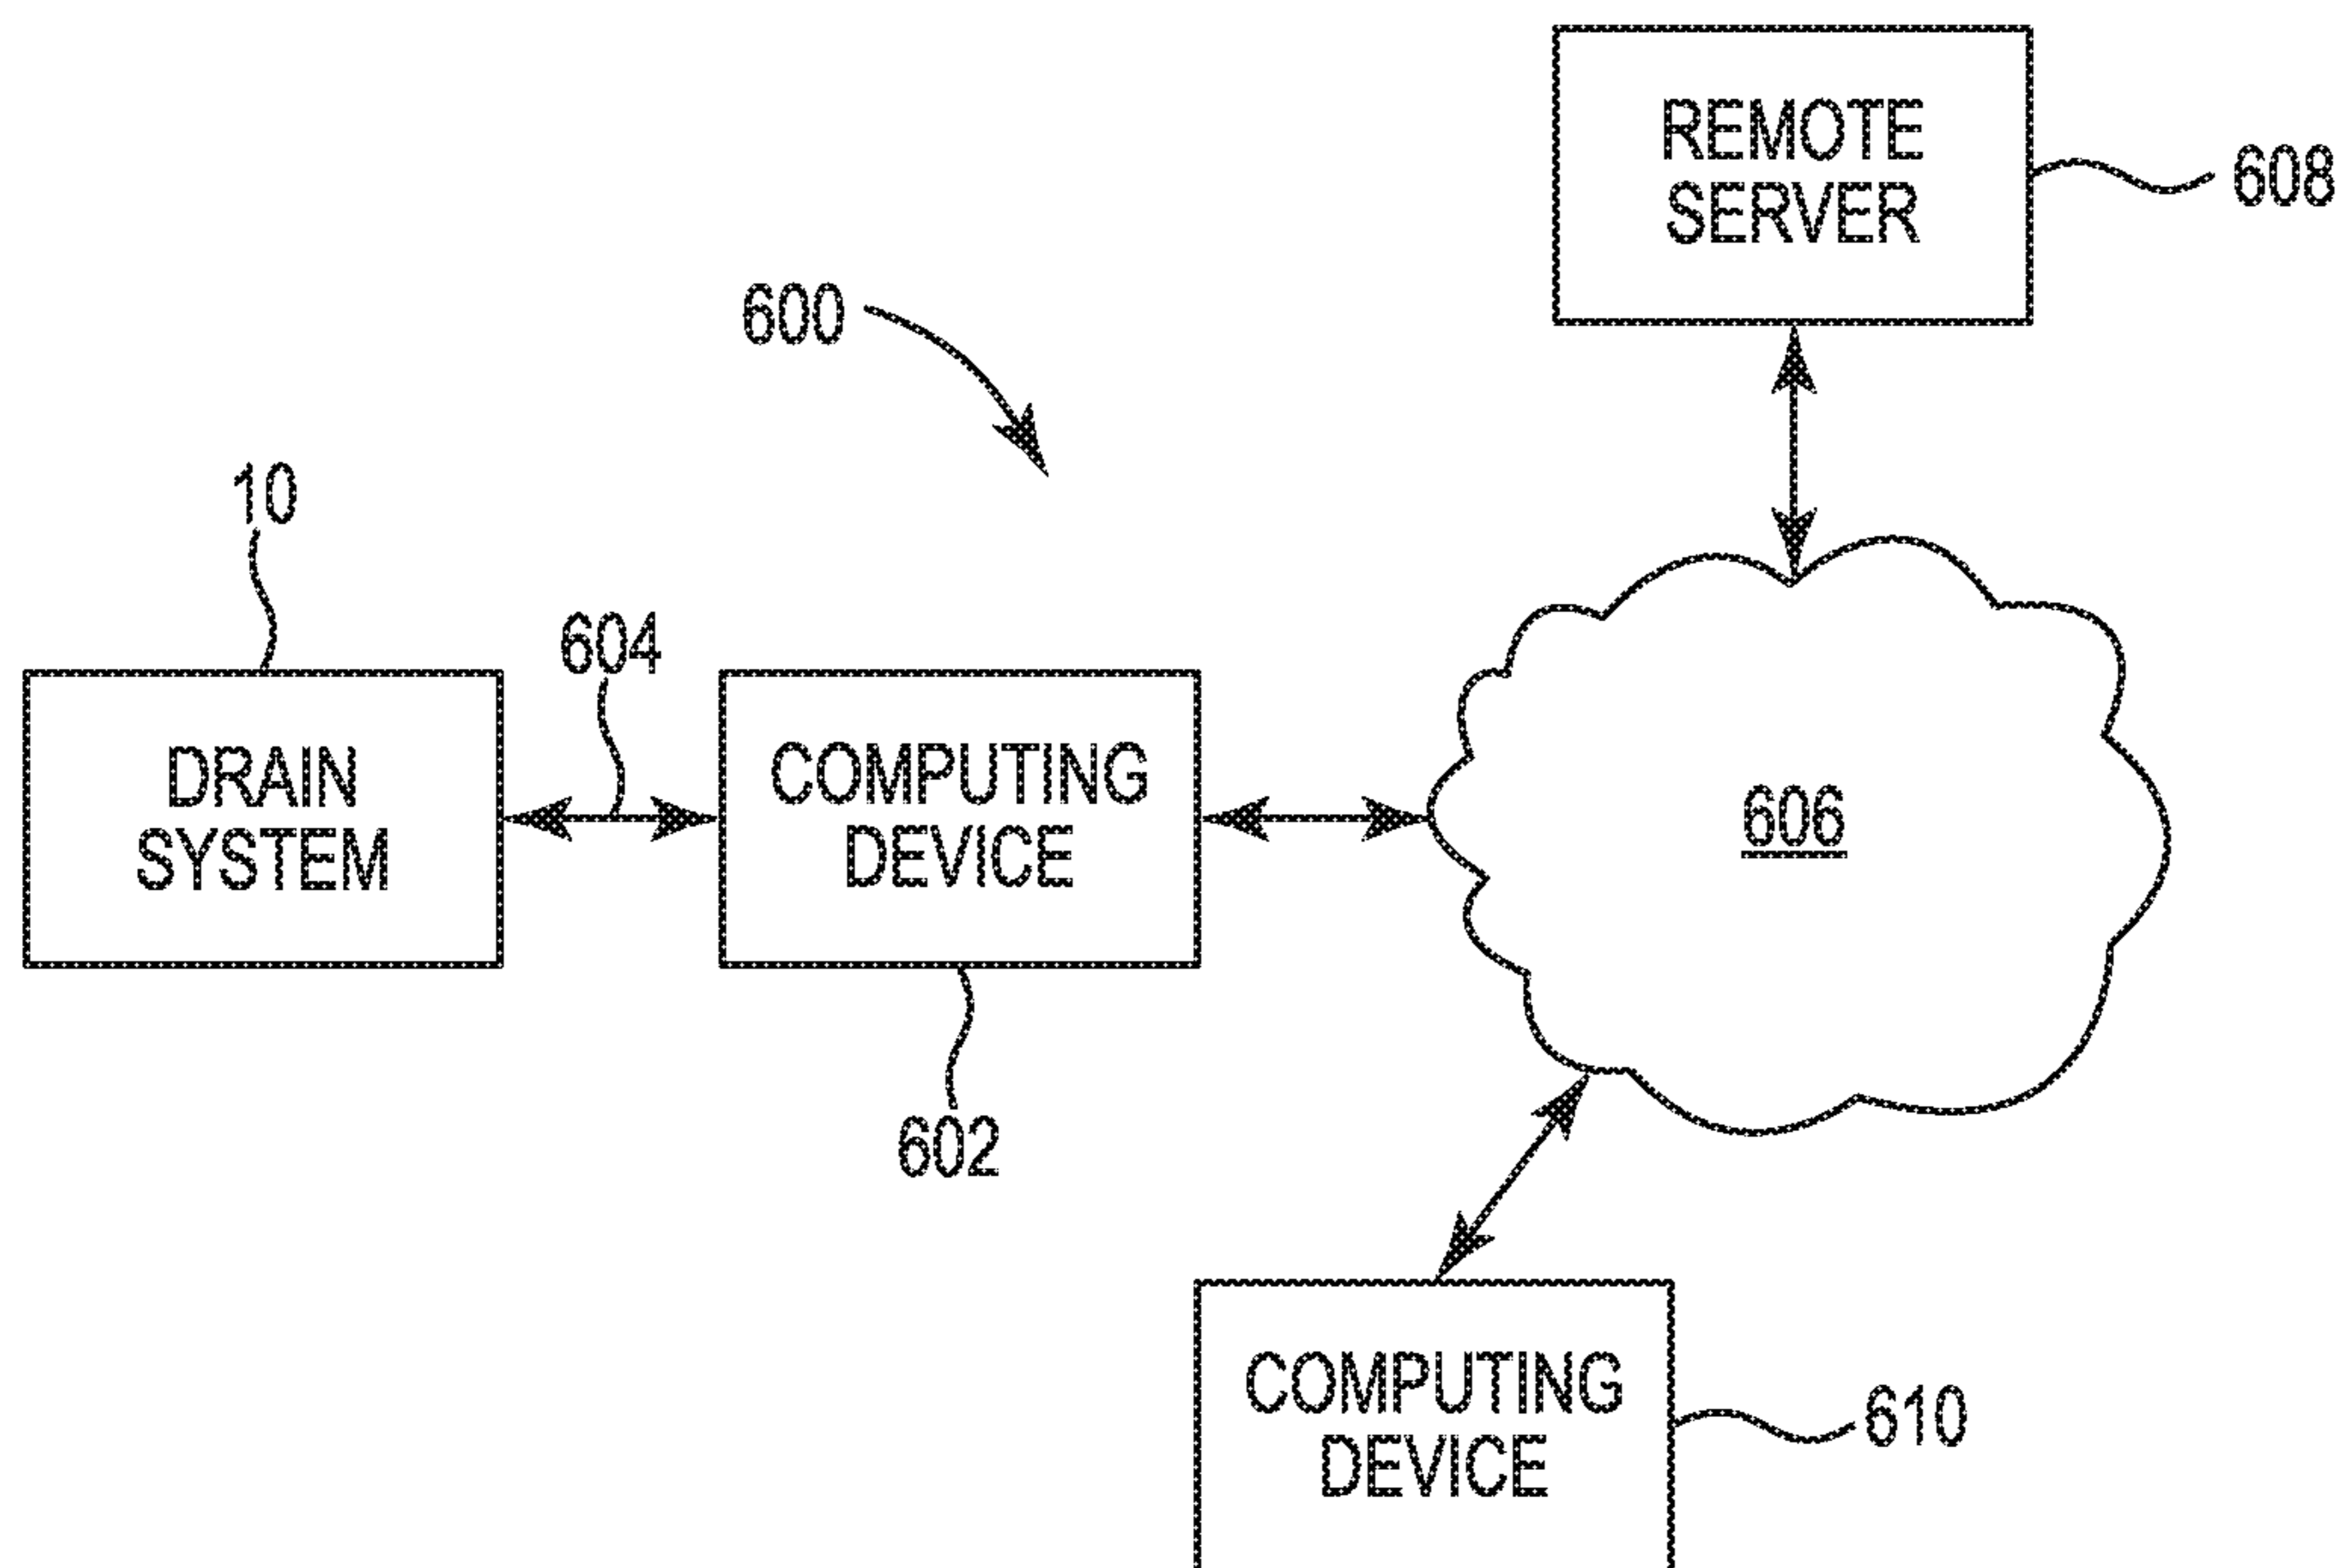 REMOTE
SERVER
608
600
10
604
DRAIN
SYSTEM
COMPUTING
DEVICE
606
602
COMPUTING
DEVICE
610